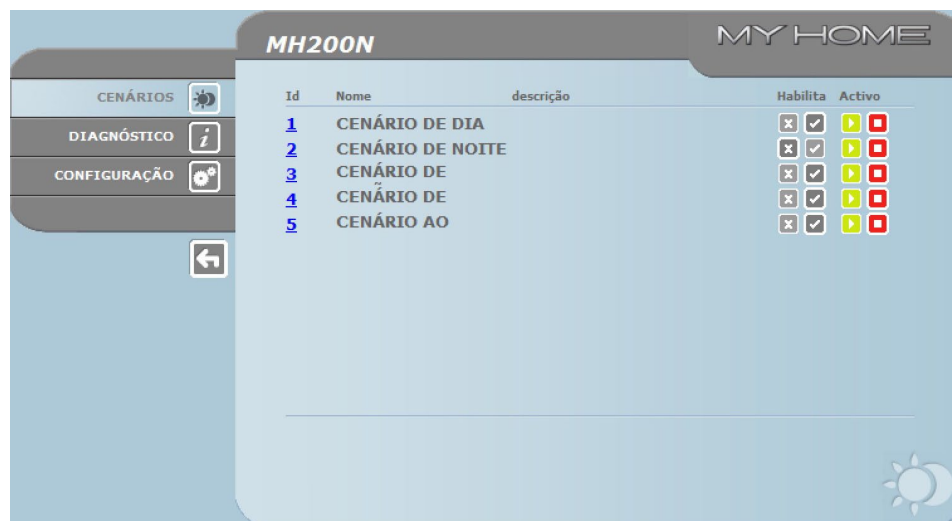 MH200N
MY HOME
CENÁRIOS
DIAGNÓSTICO
CONFIGURAÇÃO
Id Nome descrição Habilita Activo
1 CENÁRIO DE DIA
2 CENÁRIO DE NOITE
3 CENÁRIO DE
4 CENÁRIO DE
5 CENÁRIO AO